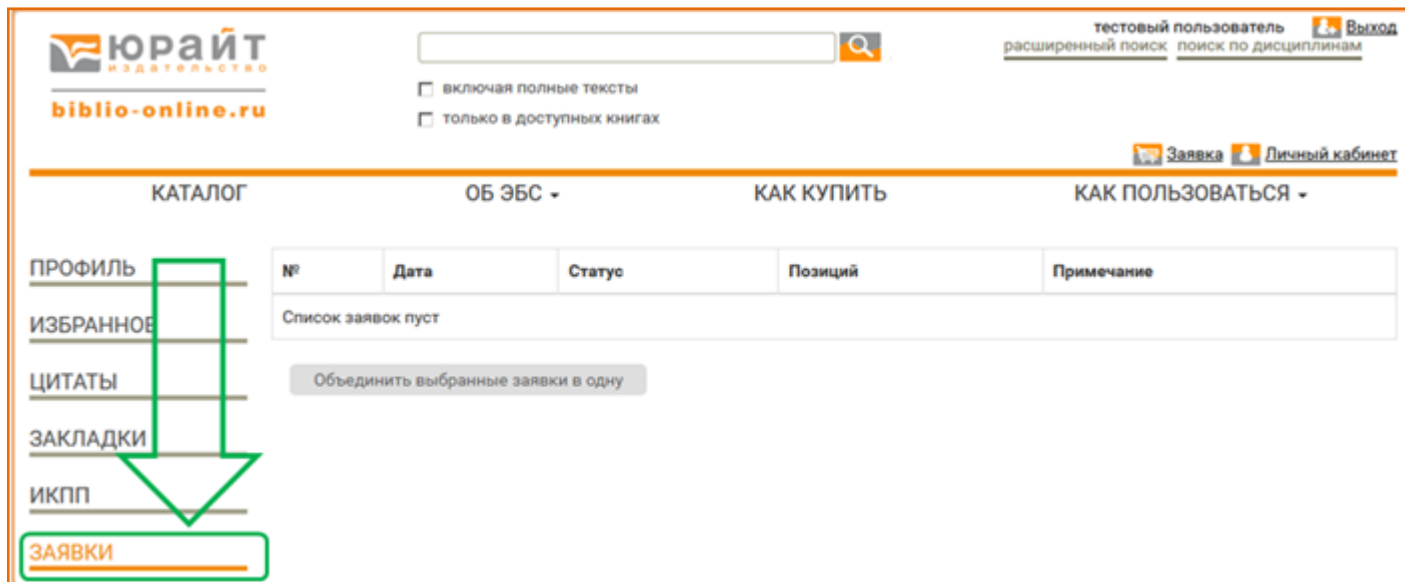 юрайт
издательство
biblio-online.ru
включая полные тексты
только в доступных книгах
тестовый пользователь Выход
расширенный поиск поиск по дисциплинам
Заявка Личный кабинет
КАТАЛОГ ОБ ЭБС КАК КУПИТЬ КАК ПОЛЬЗОВАТЬСЯ
ПРОФИЛЬ
ИЗБРАННОЕ
ЦИТАТЫ
ЗАКЛАДКИ
ИКПП
ЗАЯВКИ
№ Дата Статус Позиций Примечание
Список заявок пуст
Объединить выбранные заявки в одну